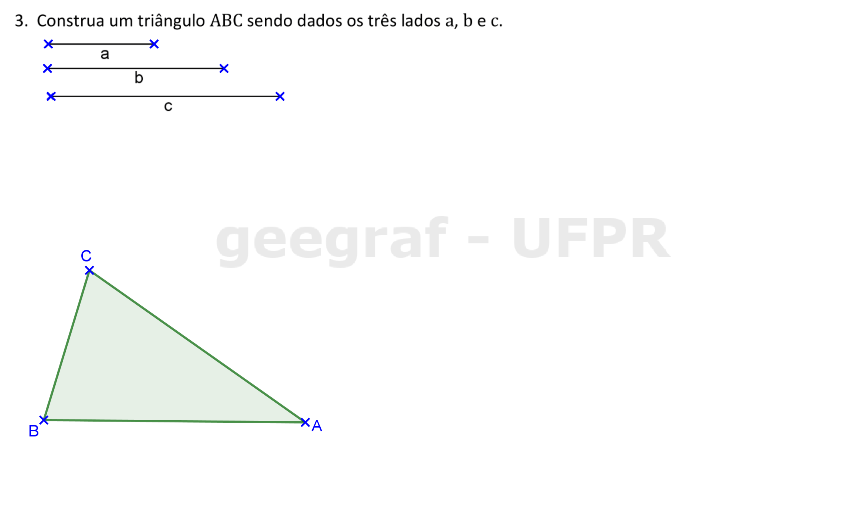 3. Construa um triângulo ABC sendo dados os três lados a, b e c.
a
b
c
geegraf - UFPR
C
B
A